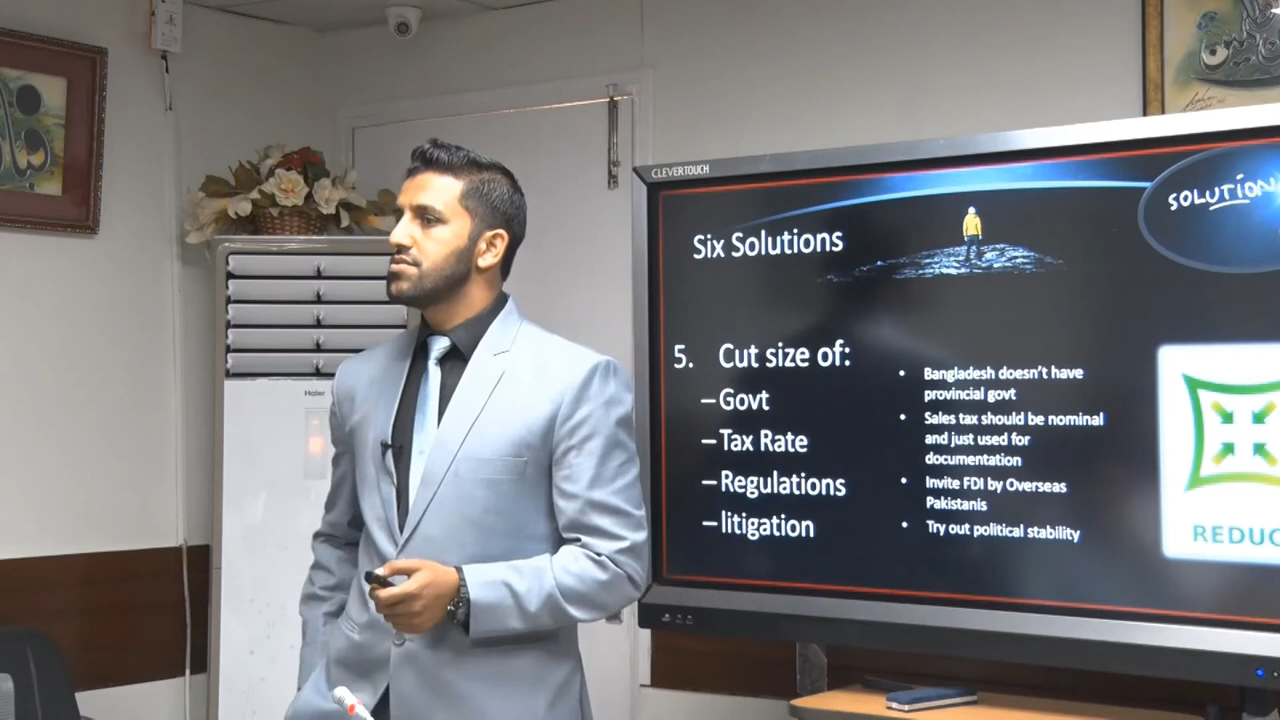 CLEVERTOUCH
SOLUTION
Six Solutions
5. Cut size of:
– Govt
– Tax Rate
– Regulations
– litigation
• Bangladesh doesn't have
provincial govt
• Sales tax should be nominal
and just used for
documentation
• Invite FDI by Overseas
Pakistanis
• Try out political stability
REDUC
Haier